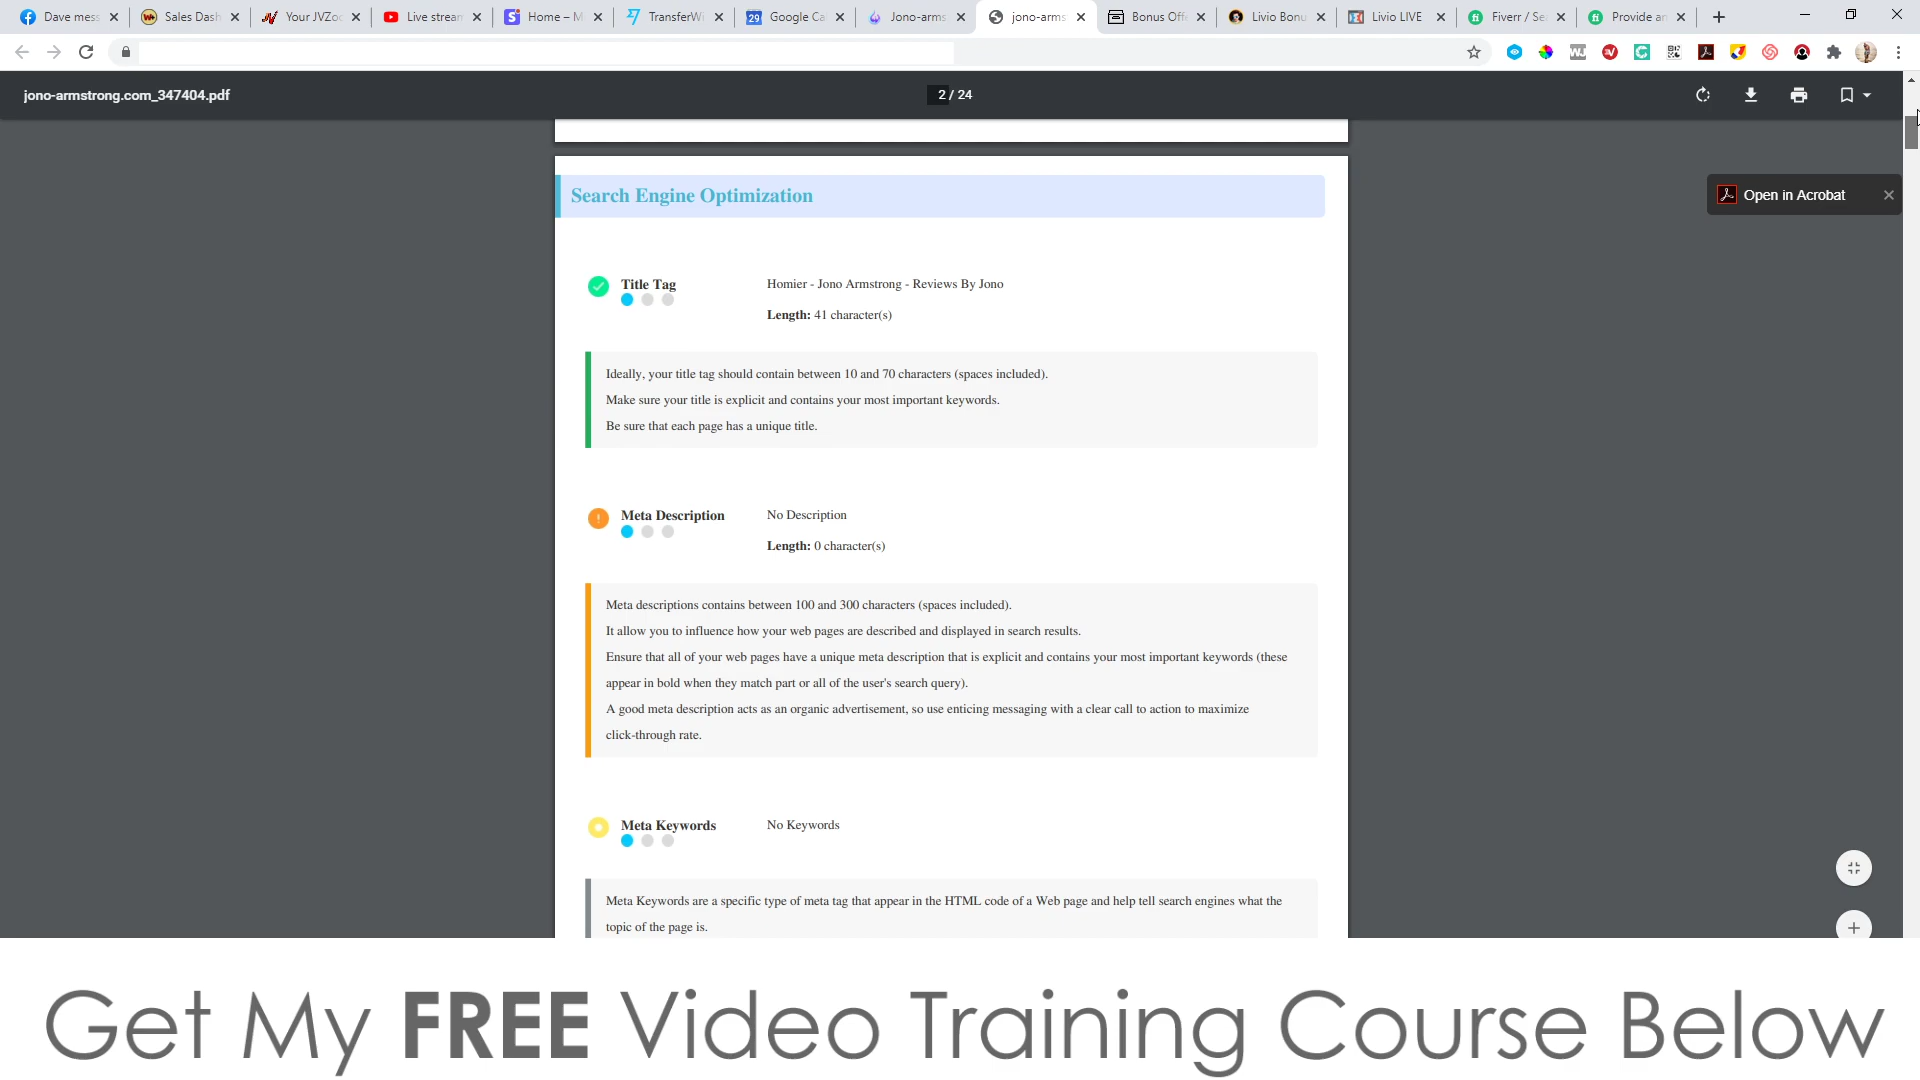 Dave mess
Sales Dash
Your JVZoo
Live stream
Home – M
TransferWi
Google Ca
Jono-arms
jono-arms
Bonus Off
Livio Bonu
Livio LIVE
Fiverr / Se
Provide an
jono-armstrong.com_347404.pdf
2 / 24
Open in Acrobat
Search Engine Optimization
Title Tag
Homier - Jono Armstrong - Reviews By Jono
Length: 41 character(s)
Ideally, your title tag should contain between 10 and 70 characters (spaces included).
Make sure your title is explicit and contains your most important keywords.
Be sure that each page has a unique title.
Meta Description
No Description
Length: 0 character(s)
Meta descriptions contains between 100 and 300 characters (spaces included).
It allow you to influence how your web pages are described and displayed in search results.
Ensure that all of your web pages have a unique meta description that is explicit and contains your most important keywords (these
appear in bold when they match part or all of the user's search query).
A good meta description acts as an organic advertisement, so use enticing messaging with a clear call to action to maximize
click-through rate.
Meta Keywords
No Keywords
Meta Keywords are a specific type of meta tag that appear in the HTML code of a Web page and help tell search engines what the
topic of the page is.
Get My FREE Video Training Course Below